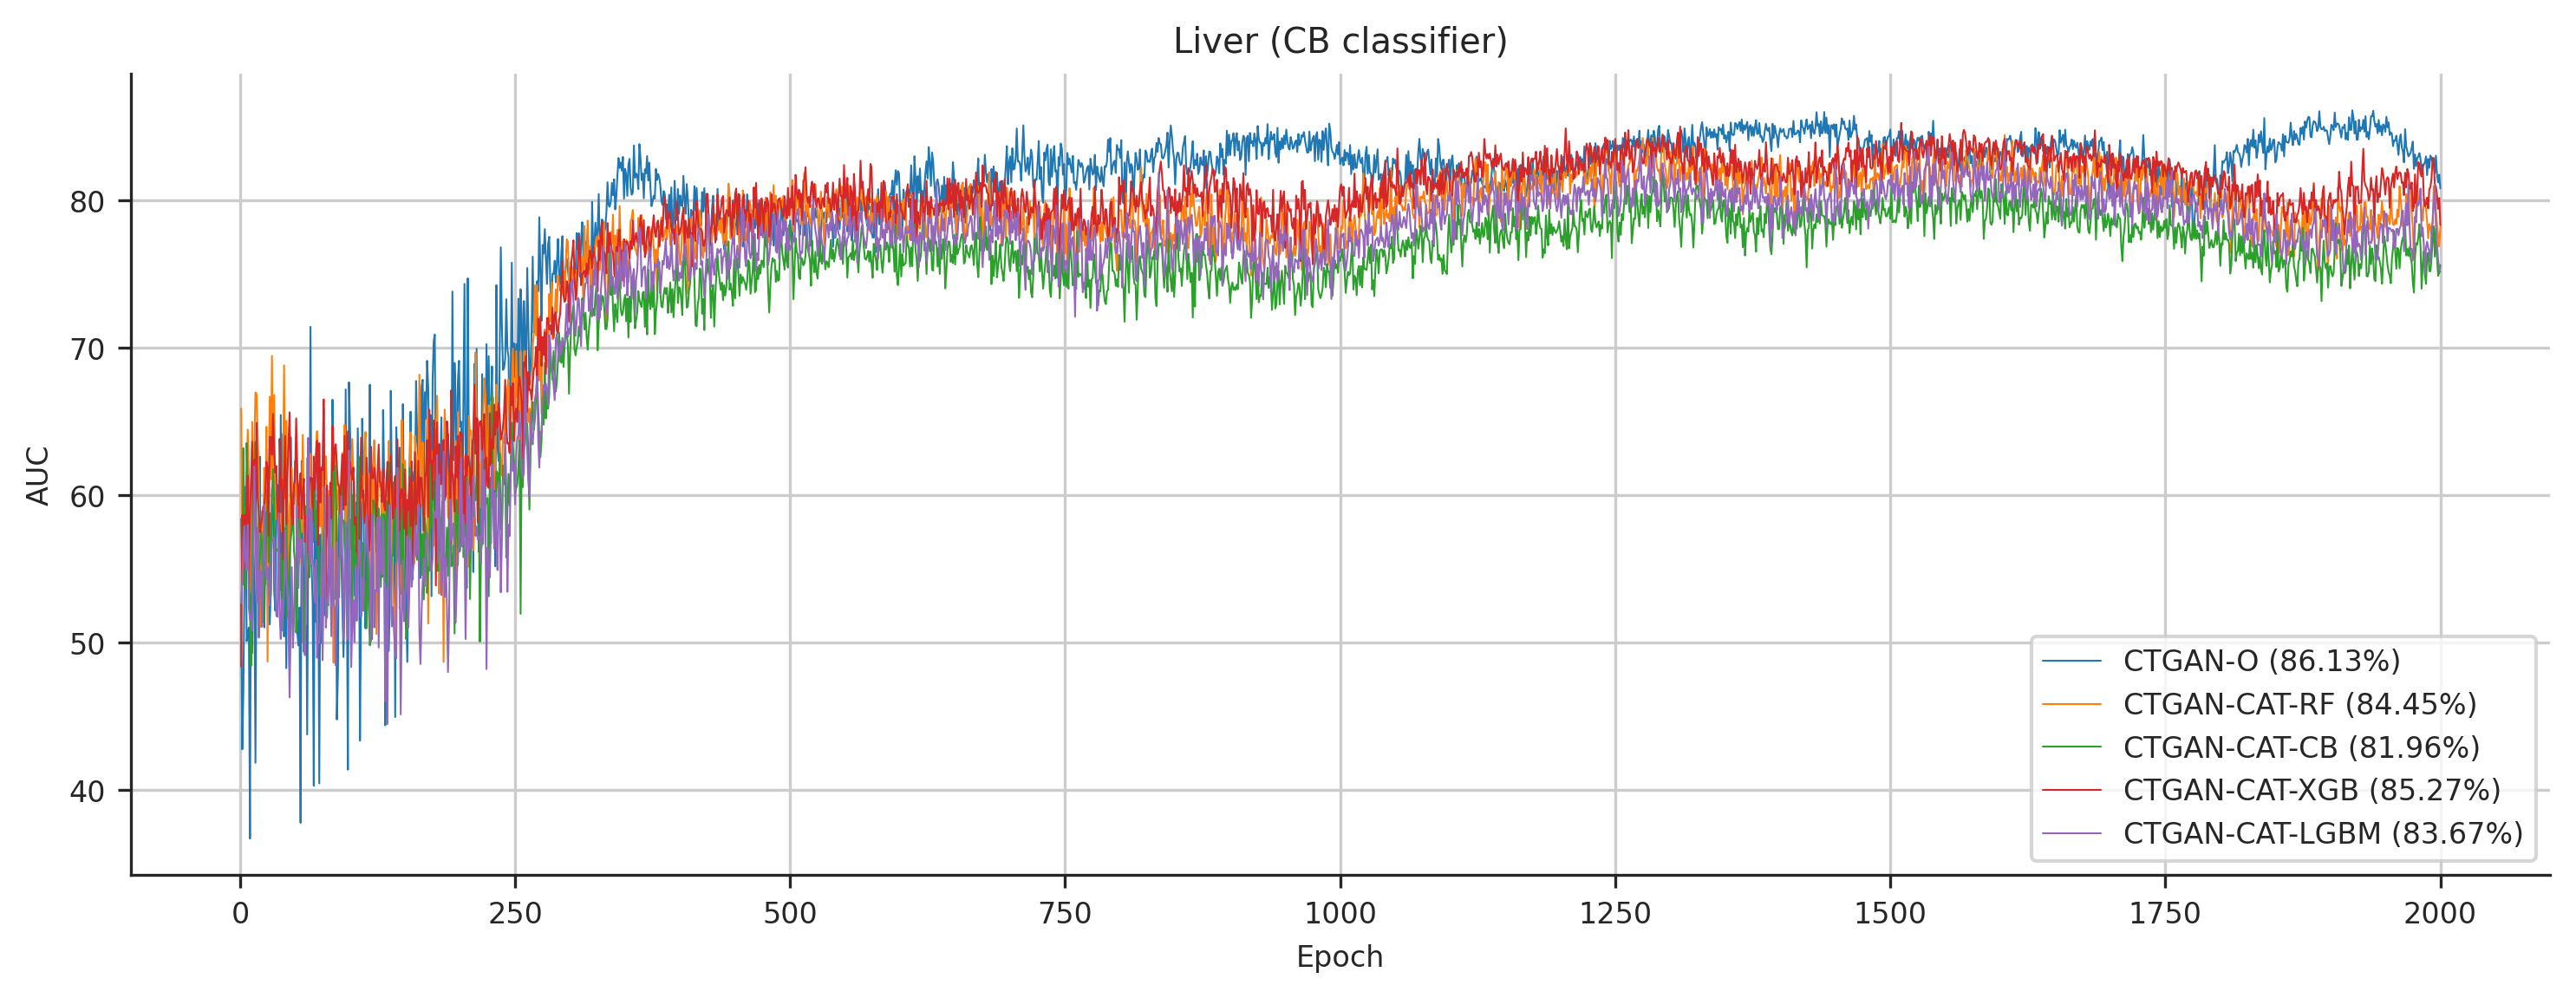 Liver (CB classifier)
AUC
80
70
60
50
40
0 250 500 750 1000 1250 1500 1750 2000
Epoch
CTGAN-O (86.13%)
CTGAN-CAT-RF (84.45%)
CTGAN-CAT-CB (81.96%)
CTGAN-CAT-XGB (85.27%)
CTGAN-CAT-LGBM (83.67%)